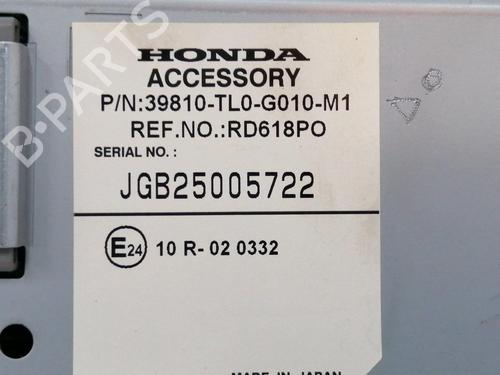 B-PARTS
HONDA
ACCESSORY
P/N:39810-TL0-G010-M1
REF.NO.:RD618PO
SERIAL NO. :
JGB25005722
E24 10 R- 02 0332
MADE IN JAPAN